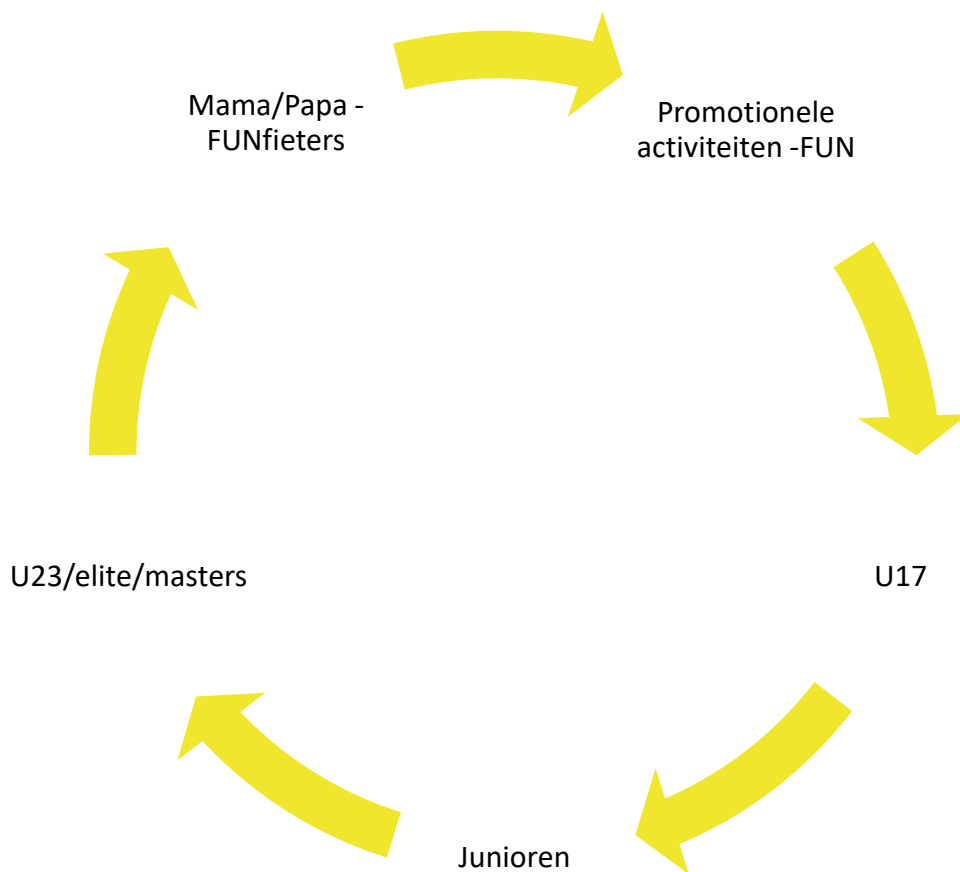 Mama/Papa -
FUNfieters
Promotionele
activiteiten -FUN
U17
Junioren
U23/elite/masters